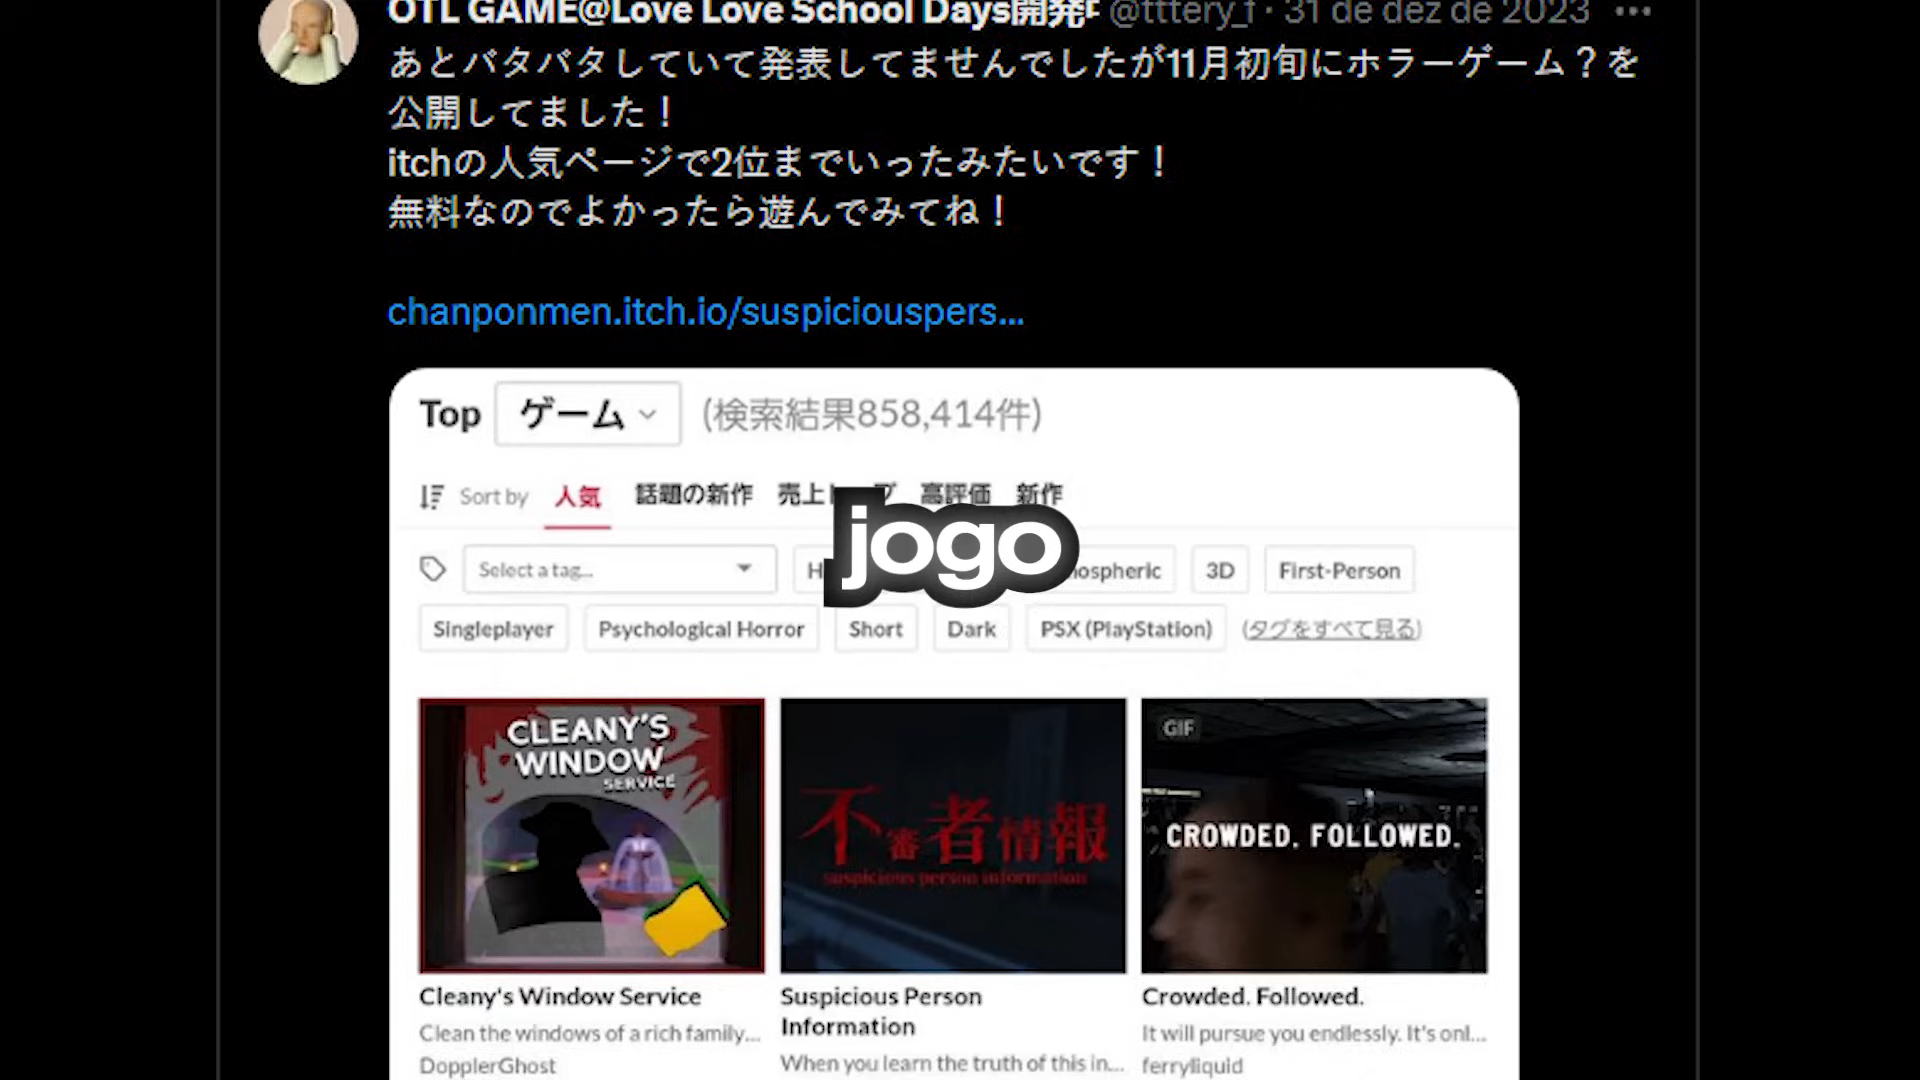 OTL GAME@Love Love School Days開発 @tttery_f · 31 de dez de 2023
あとバタバタしていて発表してませんでしたが11月初旬にホラーゲーム？を
公開してました！
itchの人気ページで2位までいったみたいです！
無料なのでよかったら遊んでみてね！
chanponmen.itch.io/suspiciouspers...
Top ゲーム (検索結果858,414件)
Sort by 人気 話題の新作 売上 高評価 新作
jogo
Select a tag... 3D First-Person
Singleplayer Psychological Horror Short Dark PSX (PlayStation) (タグをすべて見る)
CLEANY'S WINDOW SERVICE
不審者情報
suspicious person information
GIF
CROWDED. FOLLOWED.
Cleany's Window Service
Clean the windows of a rich family...
DopplerGhost
Suspicious Person Information
When you learn the truth of this in...
Crowded. Followed.
It will pursue you endlessly. It's onl...
ferryliquid